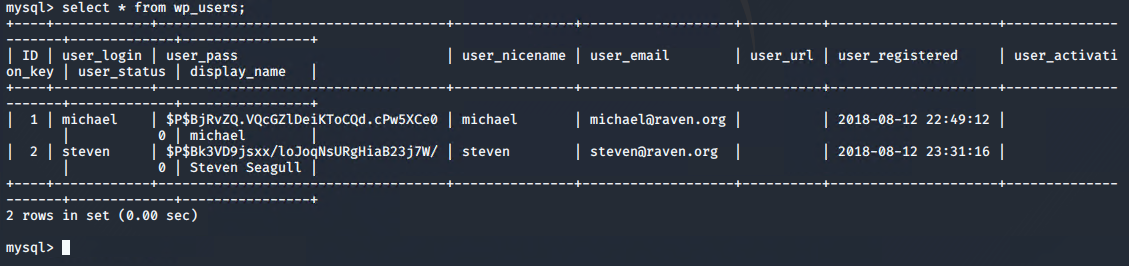 mysql> select * from wp_users;
+----+------------+------------------------------------+---------------+-------------------+----------+---------------------+--------------
-------+-------------+----------------+
| ID | user_login | user_pass                          | user_nicename | user_email        | user_url | user_registered     | user_activati
on_key | user_status | display_name   |
+----+------------+------------------------------------+---------------+-------------------+----------+---------------------+--------------
-------+-------------+----------------+
|  1 | michael    | $P$BjRvZQ.VQcGZlDeiKToCQd.cPw5XCe0 | michael       | michael@raven.org |          | 2018-08-12 22:49:12 |
       |           0 | michael        |
|  2 | steven     | $P$Bk3VD9jsxx/loJoqNsURgHiaB23j7W/ | steven        | steven@raven.org  |          | 2018-08-12 23:31:16 |
       |           0 | Steven Seagull |
+----+------------+------------------------------------+---------------+-------------------+----------+---------------------+--------------
-------+-------------+----------------+
2 rows in set (0.00 sec)

mysql>